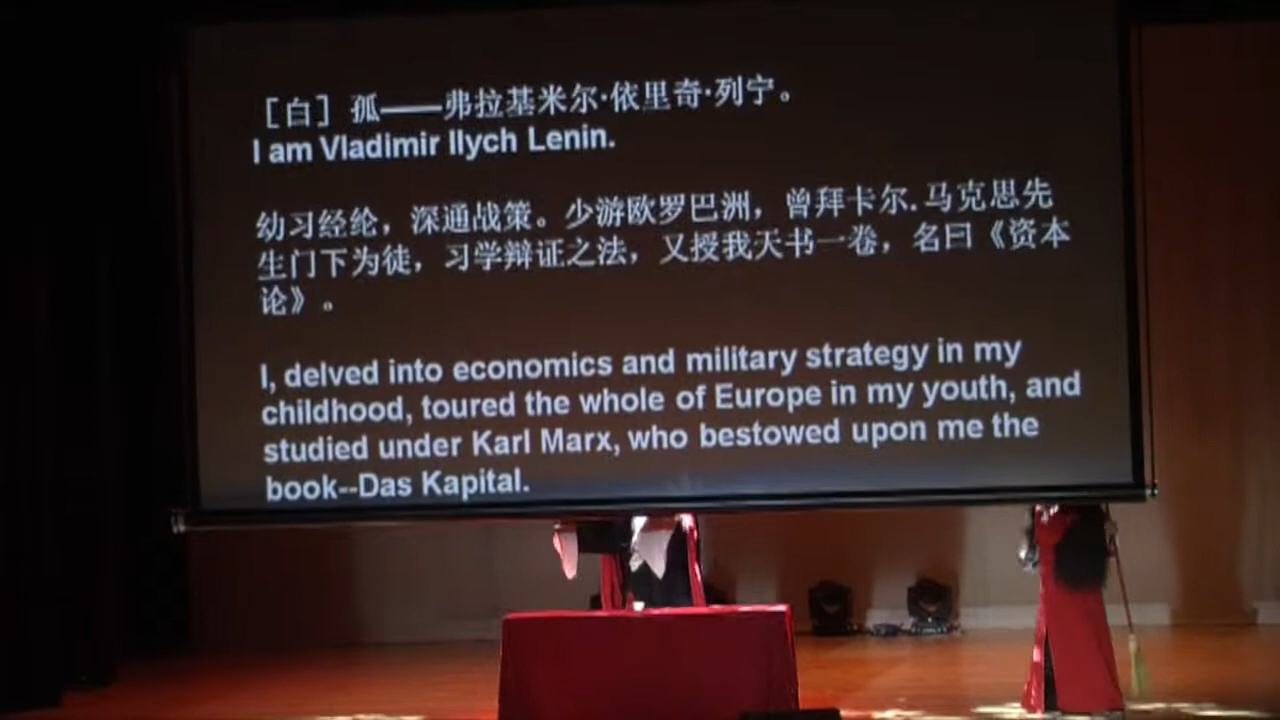 ［白］孤——弗拉基米尔·依里奇·列宁。
I am Vladimir Ilych Lenin.
幼习经纶，深通战策。少游欧罗巴洲，曾拜卡尔.马克思先
生门下为徒，习学辩证之法，又授我天书一卷，名曰《资本
论》。
I, delved into economics and military strategy in my
childhood, toured the whole of Europe in my youth, and
studied under Karl Marx, who bestowed upon me the
book--Das Kapital.